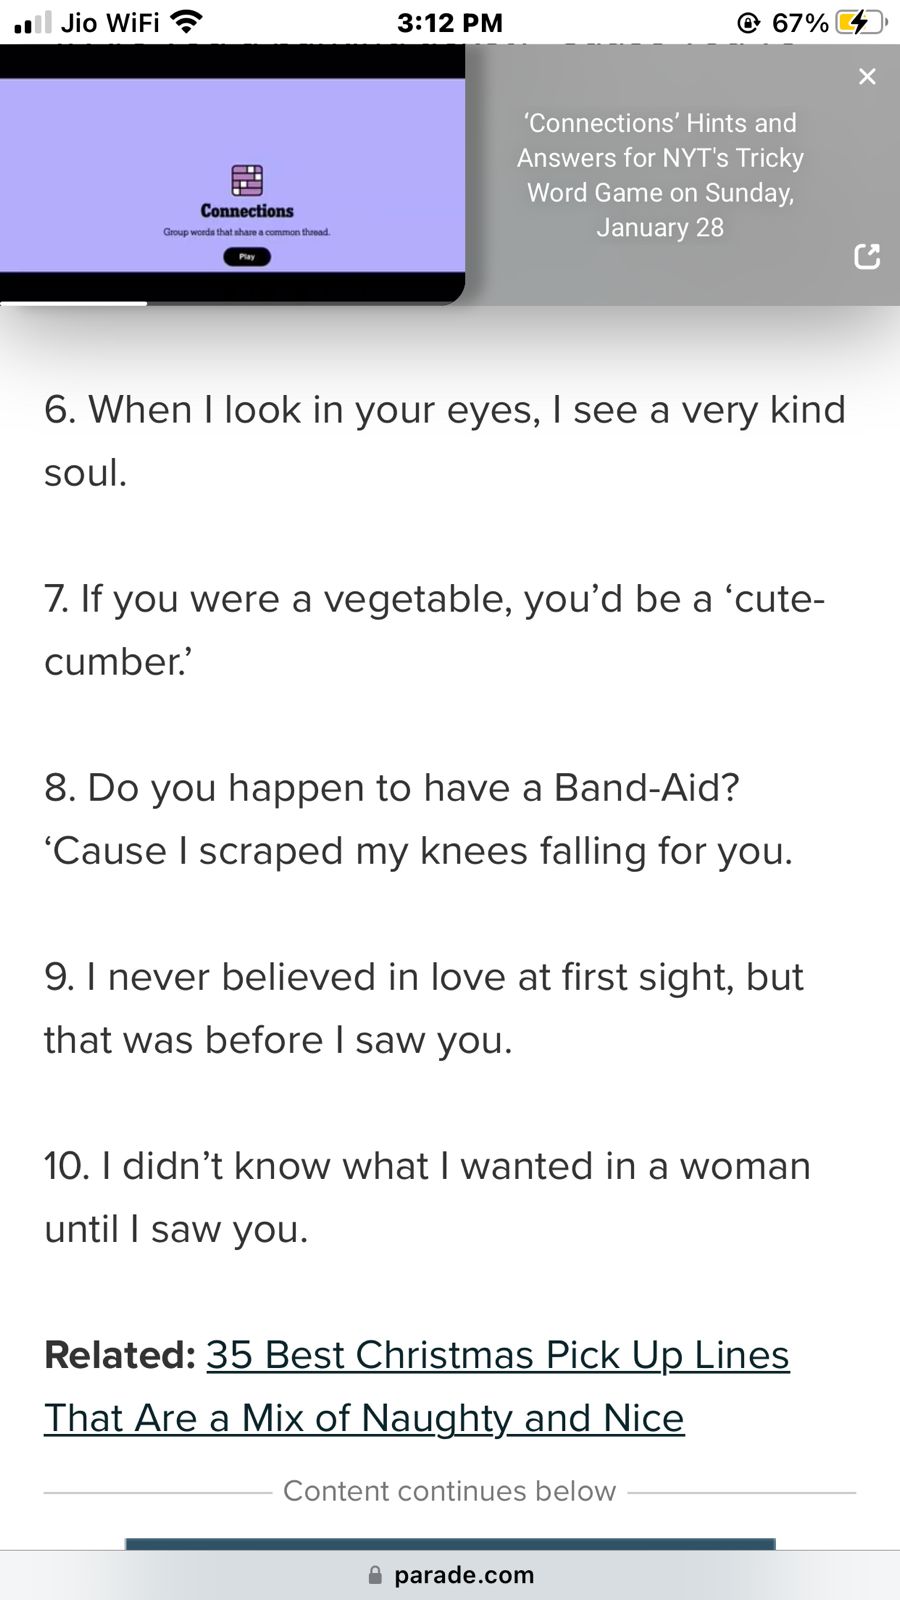 Jio WiFi 3:12 PM 67%
Connections
Group words that share a common thread.
Play
‘Connections’ Hints and
Answers for NYT's Tricky
Word Game on Sunday,
January 28
6. When I look in your eyes, I see a very kind
soul.
7. If you were a vegetable, you’d be a ‘cute-
cumber.’
8. Do you happen to have a Band-Aid?
‘Cause I scraped my knees falling for you.
9. I never believed in love at first sight, but
that was before I saw you.
10. I didn’t know what I wanted in a woman
until I saw you.
Related: 35 Best Christmas Pick Up Lines
That Are a Mix of Naughty and Nice
Content continues below
parade.com